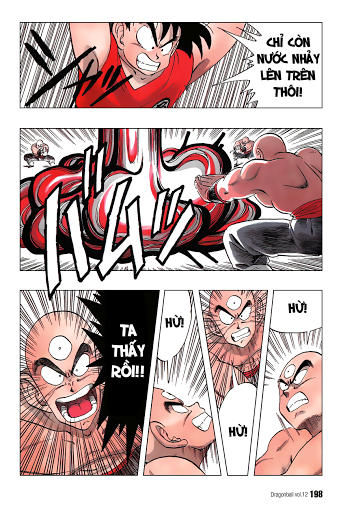 CHỈ CÒN
NƯỚC NHẢY
LÊN TRÊN
THÔI!
TA
THẤY
RỒI!!
HỪ!
HỪ!
HỪ!
Dragonball vol.12 198